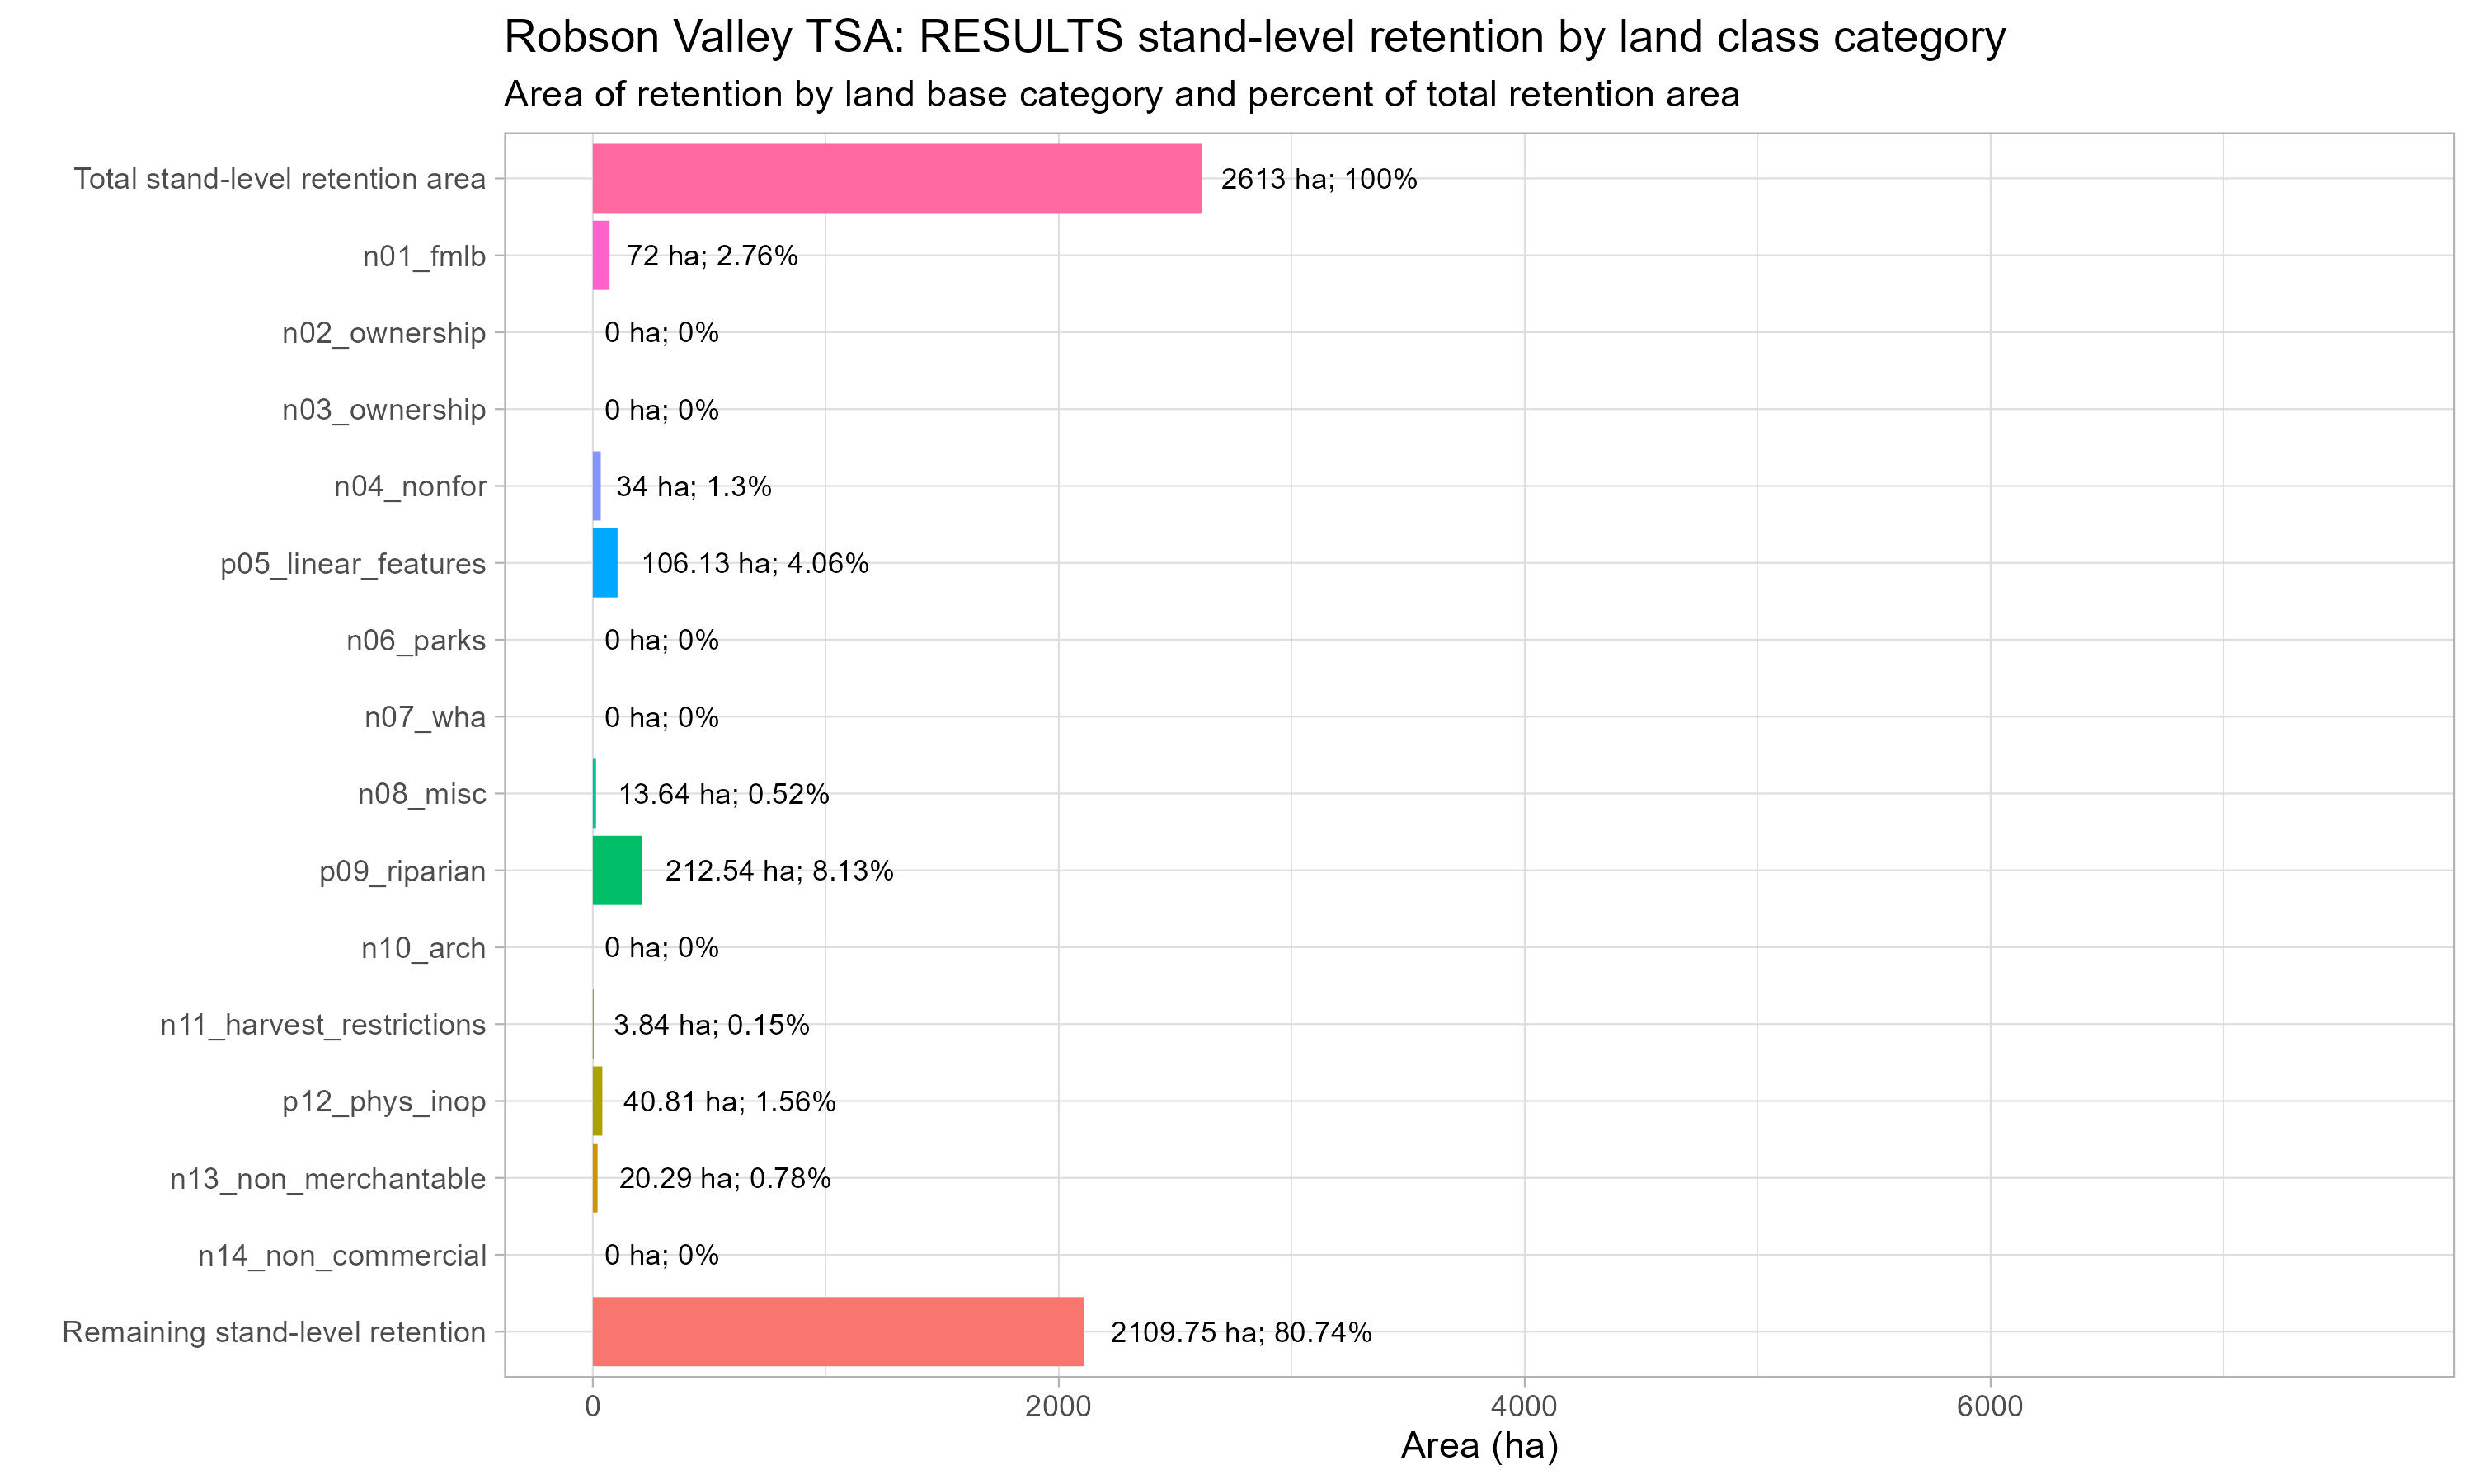 Robson Valley TSA: RESULTS stand-level retention by land class category
Area of retention by land base category and percent of total retention area
Total stand-level retention area 2613 ha; 100%
n01_fmlb 72 ha; 2.76%
n02_ownership 0 ha; 0%
n03_ownership 0 ha; 0%
n04_nonfor 34 ha; 1.3%
p05_linear_features 106.13 ha; 4.06%
n06_parks 0 ha; 0%
n07_wha 0 ha; 0%
n08_misc 13.64 ha; 0.52%
p09_riparian 212.54 ha; 8.13%
n10_arch 0 ha; 0%
n11_harvest_restrictions 3.84 ha; 0.15%
p12_phys_inop 40.81 ha; 1.56%
n13_non_merchantable 20.29 ha; 0.78%
n14_non_commercial 0 ha; 0%
Remaining stand-level retention 2109.75 ha; 80.74%
0 2000 4000 6000
Area (ha)